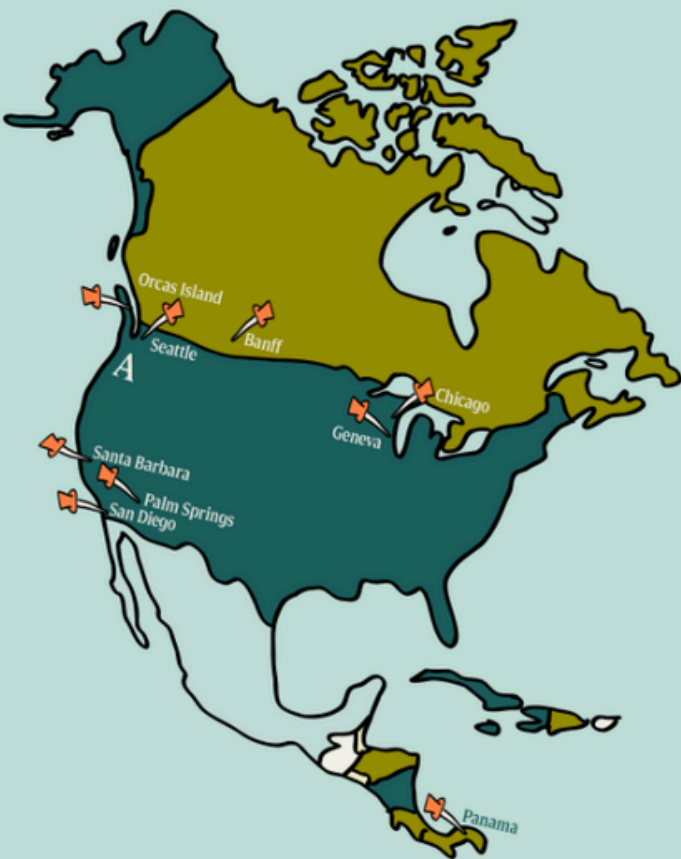 Orcas Island
Seattle
Banff
A
Chicago
Geneva
Santa Barbara
Palm Springs
San Diego
Panama